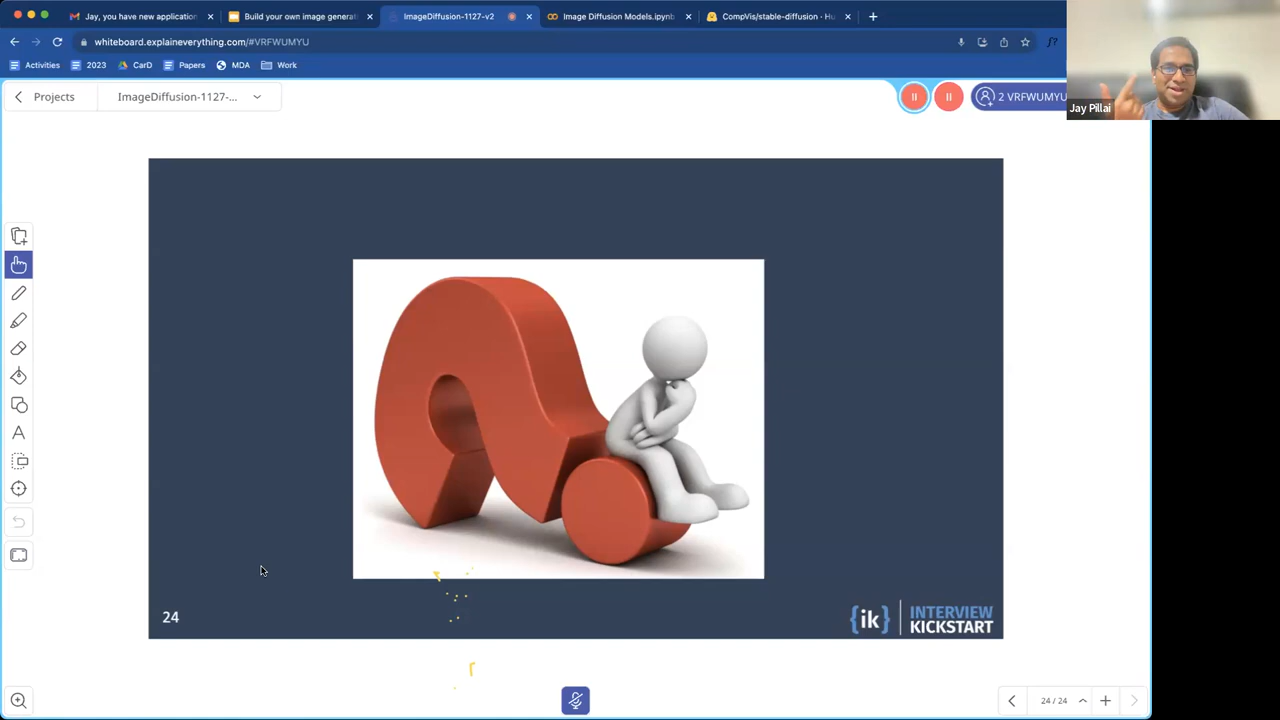 Jay, you have new application
Build your own image generat
ImageDiffusion-1127-v2
Image Diffusion Models.ipynb
CompVis/stable-diffusion · Hu
whiteboard.explaineverything.com/#VRFWUMYU
Activities
2023
CarD
Papers
MDA
Work
Projects
ImageDiffusion-1127-...
2 VRFWUMYU
Jay Pillai
24
{ik} INTERVIEW
KICKSTART
24 / 24